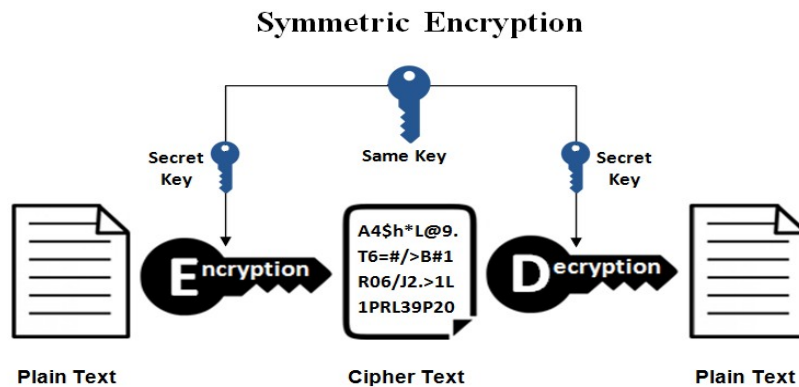 Symmetric Encryption
Secret
Key
Same Key
Secret
Key
Encryption
A4$h*L@9.
T6=#/>B#1
R06/J2.>1L
1PRL39P20
Decryption
Plain Text
Cipher Text
Plain Text